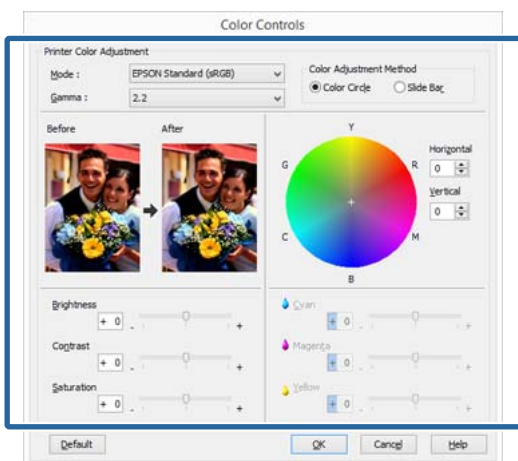 Color Controls
Printer Color Adjustment
Mode : EPSON Standard (sRGB)
Gamma : 2.2
Color Adjustment Method
Color Circle Slide Bar
Before After
Y
G R
C M
B
Horizontal
0
Vertical
0
Brightness
+ 0 - +
Contrast
+ 0 - +
Saturation
+ 0 - +
Cyan
+ 0 - +
Magenta
+ 0 - +
Yellow
+ 0 - +
Default OK Cancel Help